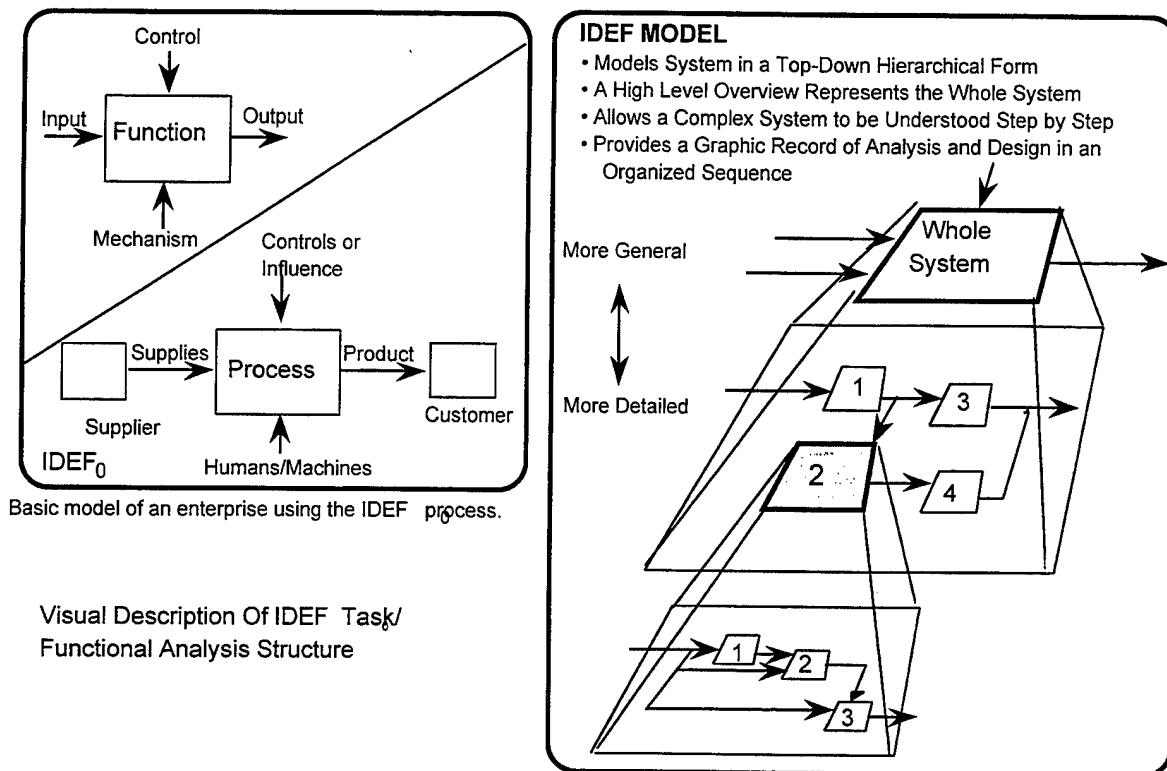 Control
Input
Function
Output
Mechanism
Controls or
Influence
Supplies
Process
Product
Supplier
Customer
Humans/Machines
IDEF0
Basic model of an enterprise using the IDEF0 process.
Visual Description Of IDEF0 Task/
Functional Analysis Structure
IDEF MODEL
• Models System in a Top-Down Hierarchical Form
• A High Level Overview Represents the Whole System
• Allows a Complex System to be Understood Step by Step
• Provides a Graphic Record of Analysis and Design in an
Organized Sequence
Whole
System
More General
More Detailed
1
3
2
4
1
2
3